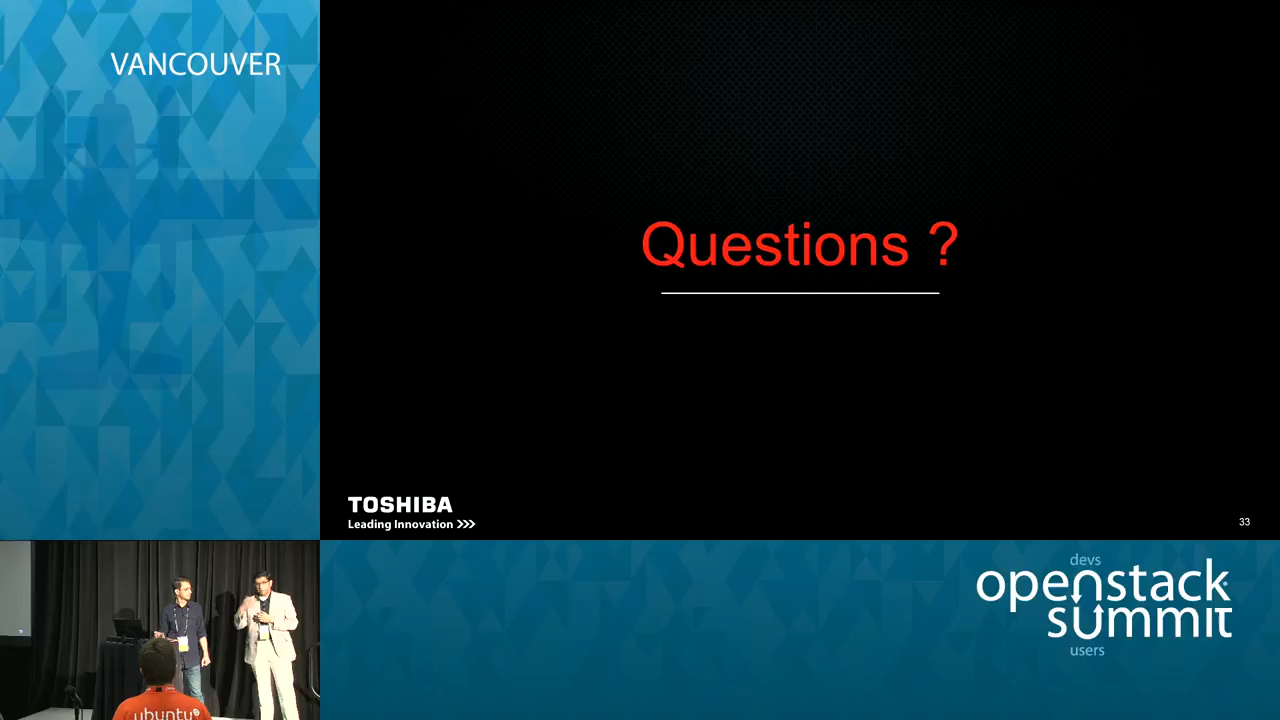 VANCOUVER
Questions ?
TOSHIBA
Leading Innovation >>>
33
devs
openstack
summit
users
ubuntu